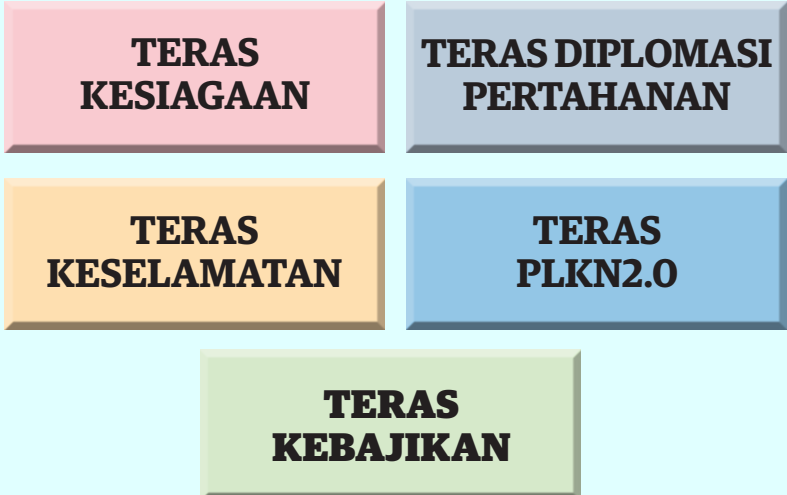 TERAS
KESIAGAAN
TERAS DIPLOMASI
PERTAHANAN
TERAS
KESELAMATAN
TERAS
PLKN2.0
TERAS
KEBAJIKAN